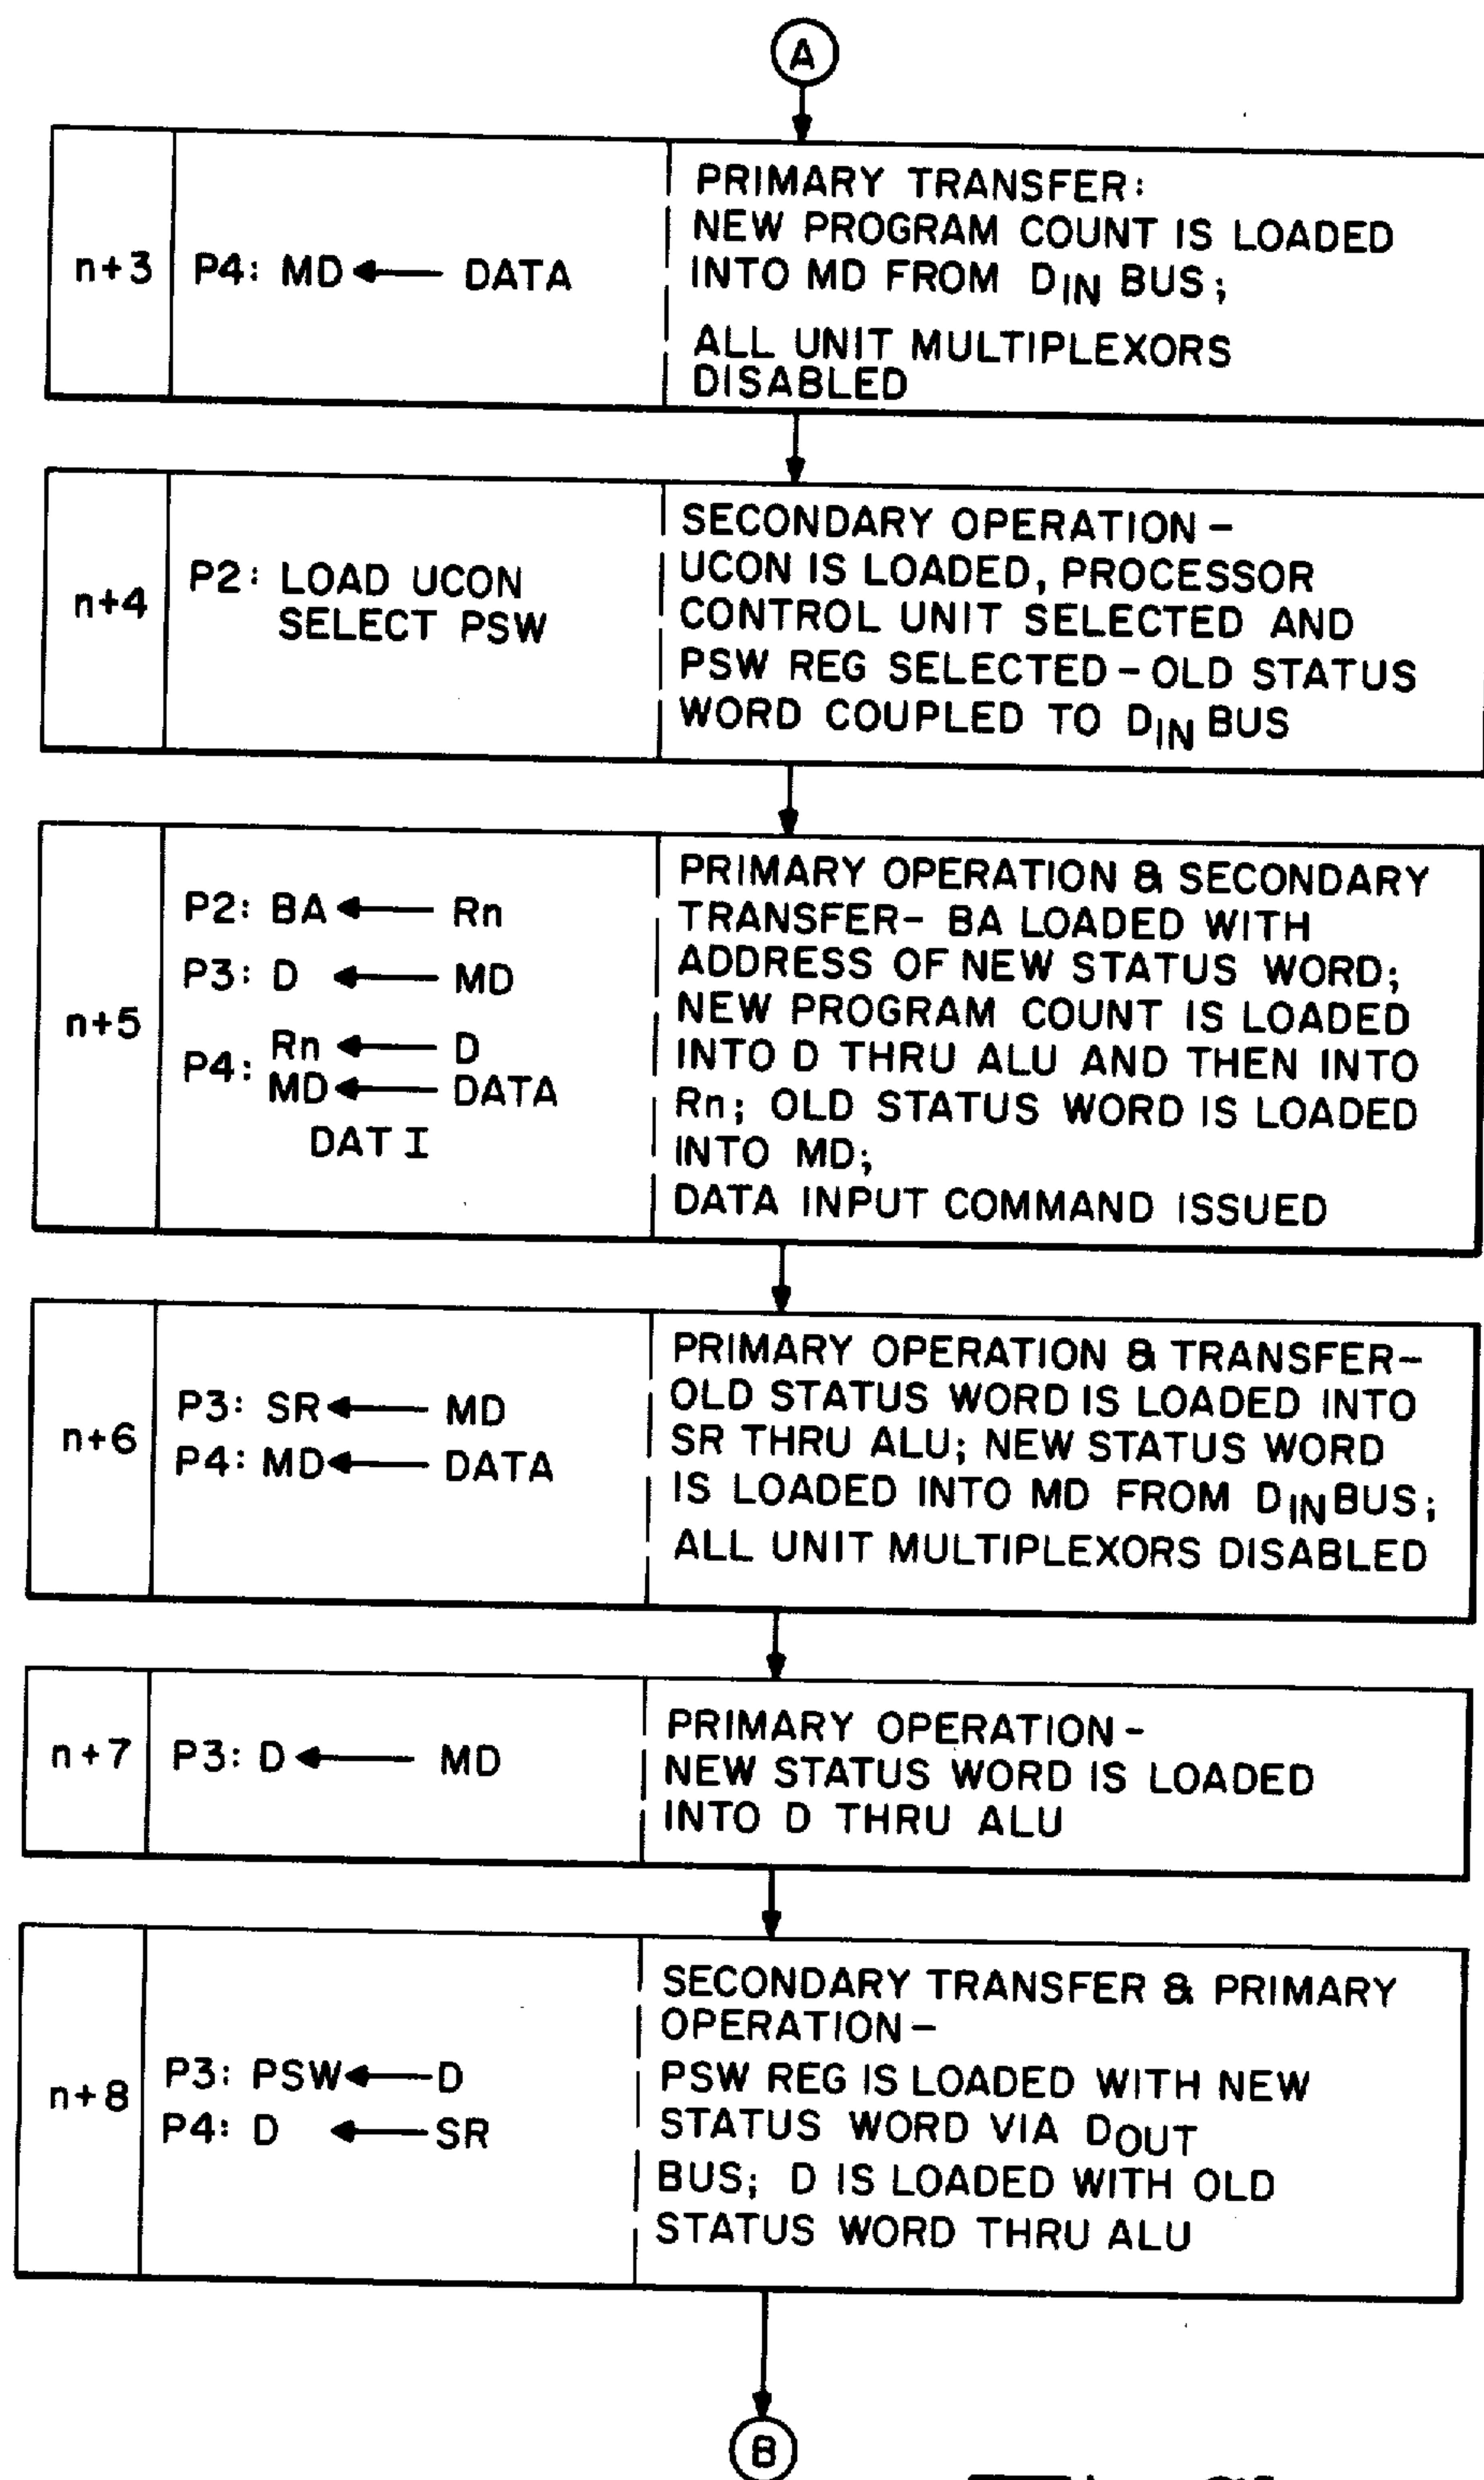 A
n+3
P4: MD ← DATA
PRIMARY TRANSFER:
NEW PROGRAM COUNT IS LOADED
INTO MD FROM DIN BUS;
ALL UNIT MULTIPLEXORS
DISABLED
n+4
P2: LOAD UCON
SELECT PSW
SECONDARY OPERATION –
UCON IS LOADED, PROCESSOR
CONTROL UNIT SELECTED AND
PSW REG SELECTED – OLD STATUS
WORD COUPLED TO DIN BUS
n+5
P2: BA ← Rn
P3: D ← MD
P4: Rn ← D
MD ← DATA
DATI
PRIMARY OPERATION & SECONDARY
TRANSFER – BA LOADED WITH
ADDRESS OF NEW STATUS WORD;
NEW PROGRAM COUNT IS LOADED
INTO D THRU ALU AND THEN INTO
Rn; OLD STATUS WORD IS LOADED
INTO MD;
DATA INPUT COMMAND ISSUED
n+6
P3: SR ← MD
P4: MD ← DATA
PRIMARY OPERATION & TRANSFER –
OLD STATUS WORD IS LOADED INTO
SR THRU ALU; NEW STATUS WORD
IS LOADED INTO MD FROM DIN BUS;
ALL UNIT MULTIPLEXORS DISABLED
n+7
P3: D ← MD
PRIMARY OPERATION –
NEW STATUS WORD IS LOADED
INTO D THRU ALU
n+8
P3: PSW ← D
P4: D ← SR
SECONDARY TRANSFER & PRIMARY
OPERATION –
PSW REG IS LOADED WITH NEW
STATUS WORD VIA DOUT
BUS; D IS LOADED WITH OLD
STATUS WORD THRU ALU
B